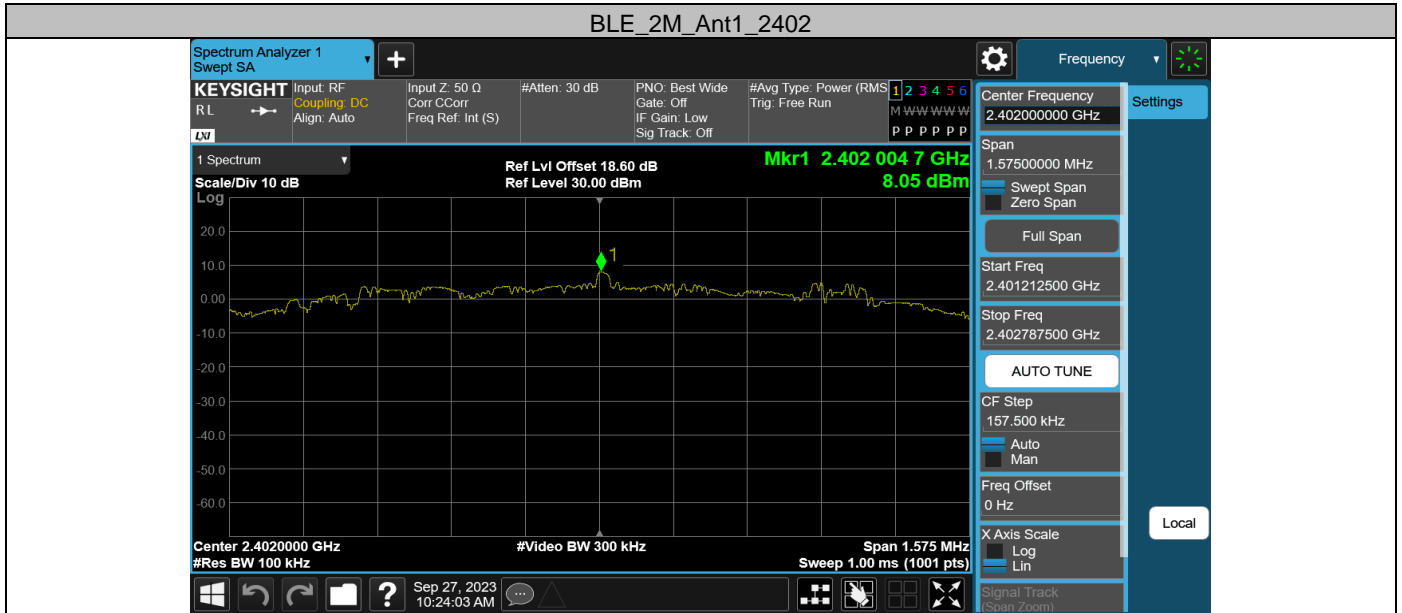 BLE_2M_Ant1_2402
Spectrum Analyzer 1
Swept SA
+
Frequency
KEYSIGHT
RL
LXI
Input: RF
Coupling: DC
Align: Auto
Input Z: 50 Ω
Corr CCorr
Freq Ref: Int (S)
#Atten: 30 dB
PNO: Best Wide
Gate: Off
IF Gain: Low
Sig Track: Off
#Avg Type: Power (RMS
Trig: Free Run
1 2 3 4 5 6
M W W W W W
P P P P P P
1 Spectrum
Scale/Div 10 dB
Log
Ref Lvl Offset 18.60 dB
Ref Level 30.00 dBm
Mkr1 2.402 004 7 GHz
8.05 dBm
1
20.0
10.0
0.00
-10.0
-20.0
-30.0
-40.0
-50.0
-60.0
Center 2.4020000 GHz
#Res BW 100 kHz
#Video BW 300 kHz
Span 1.575 MHz
Sweep 1.00 ms (1001 pts)
Sep 27, 2023
10:24:03 AM
?
Center Frequency
2.402000000 GHz
Span
1.57500000 MHz
Swept Span
Zero Span
Full Span
Start Freq
2.401212500 GHz
Stop Freq
2.402787500 GHz
AUTO TUNE
CF Step
157.500 kHz
Auto
Man
Freq Offset
0 Hz
X Axis Scale
Log
Lin
Signal Track
(Span Zoom)
Settings
Local